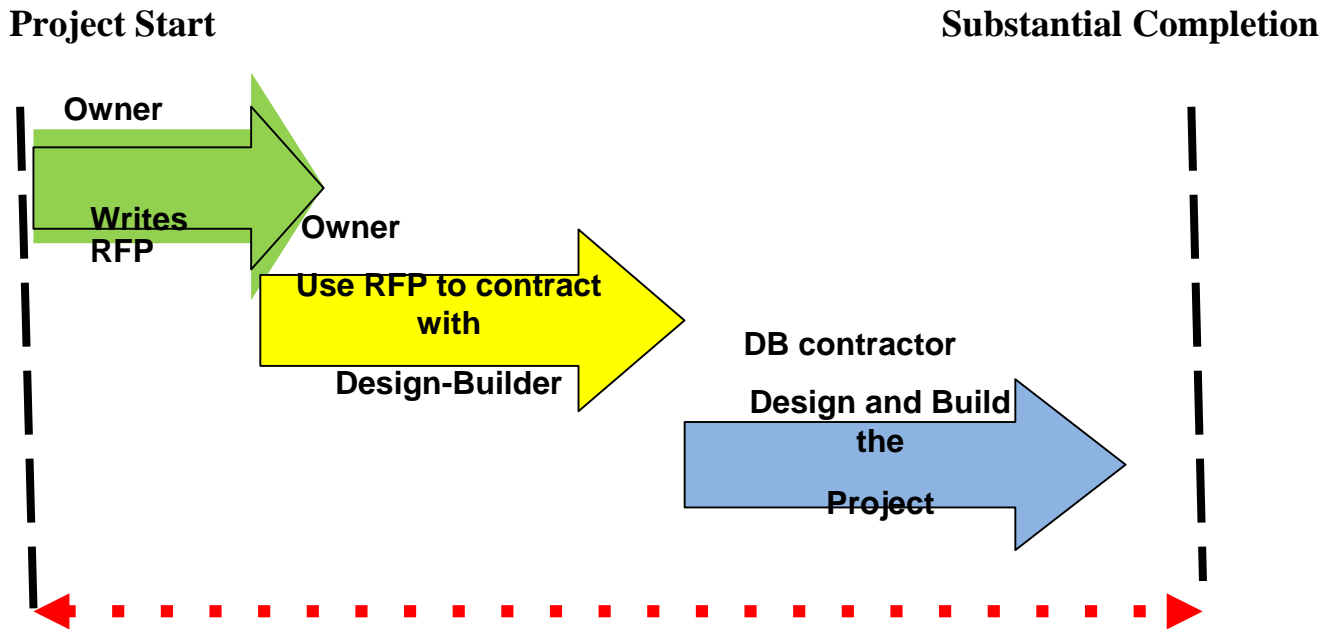 Project Start
Substantial Completion
Owner
Writes
RFP
Owner
Use RFP to contract
with
Design-Builder
DB contractor
Design and Build
the
Project